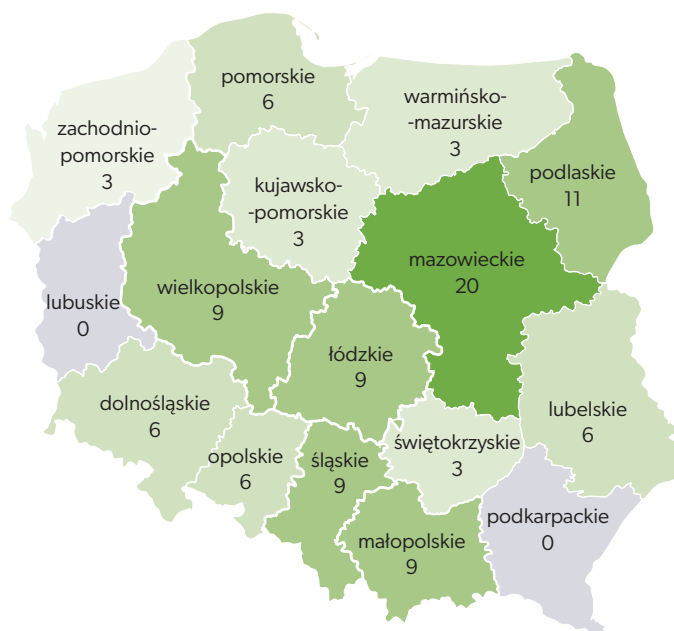 pomorskie
6
warmińsko-
-mazurskie
3
zachodnio-
pomorskie
3
podlaskie
11
kujawsko-
-pomorskie
3
mazowieckie
20
lubuskie
0
wielkopolskie
9
łódzkie
9
dolnośląskie
6
lubelskie
6
opolskie
6
śląskie
9
świętokrzyskie
3
podkarpackie
0
małopolskie
9